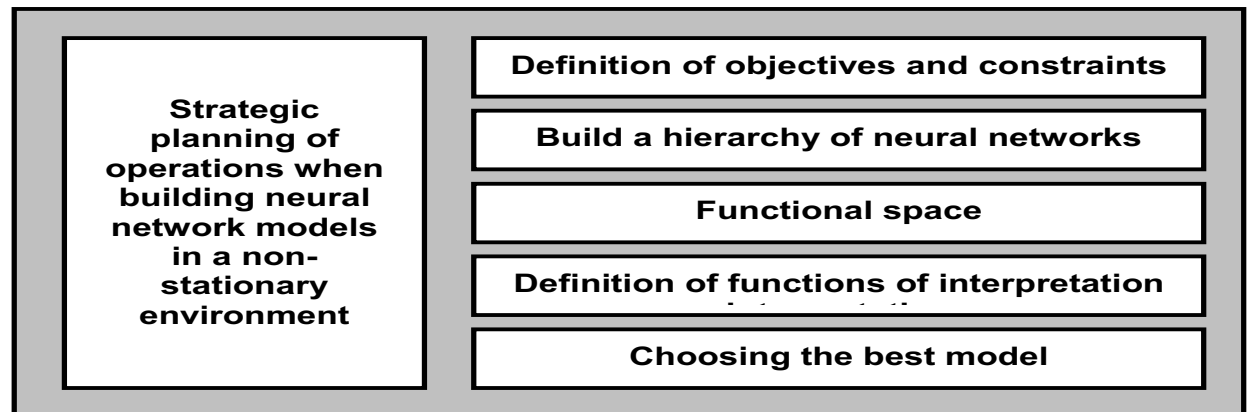 Strategic
planning of
operations when
building neural
network models
in a non-
stationary
environment
Definition of objectives and constraints
Build a hierarchy of neural networks
Functional space
Definition of functions of interpretation
Choosing the best model